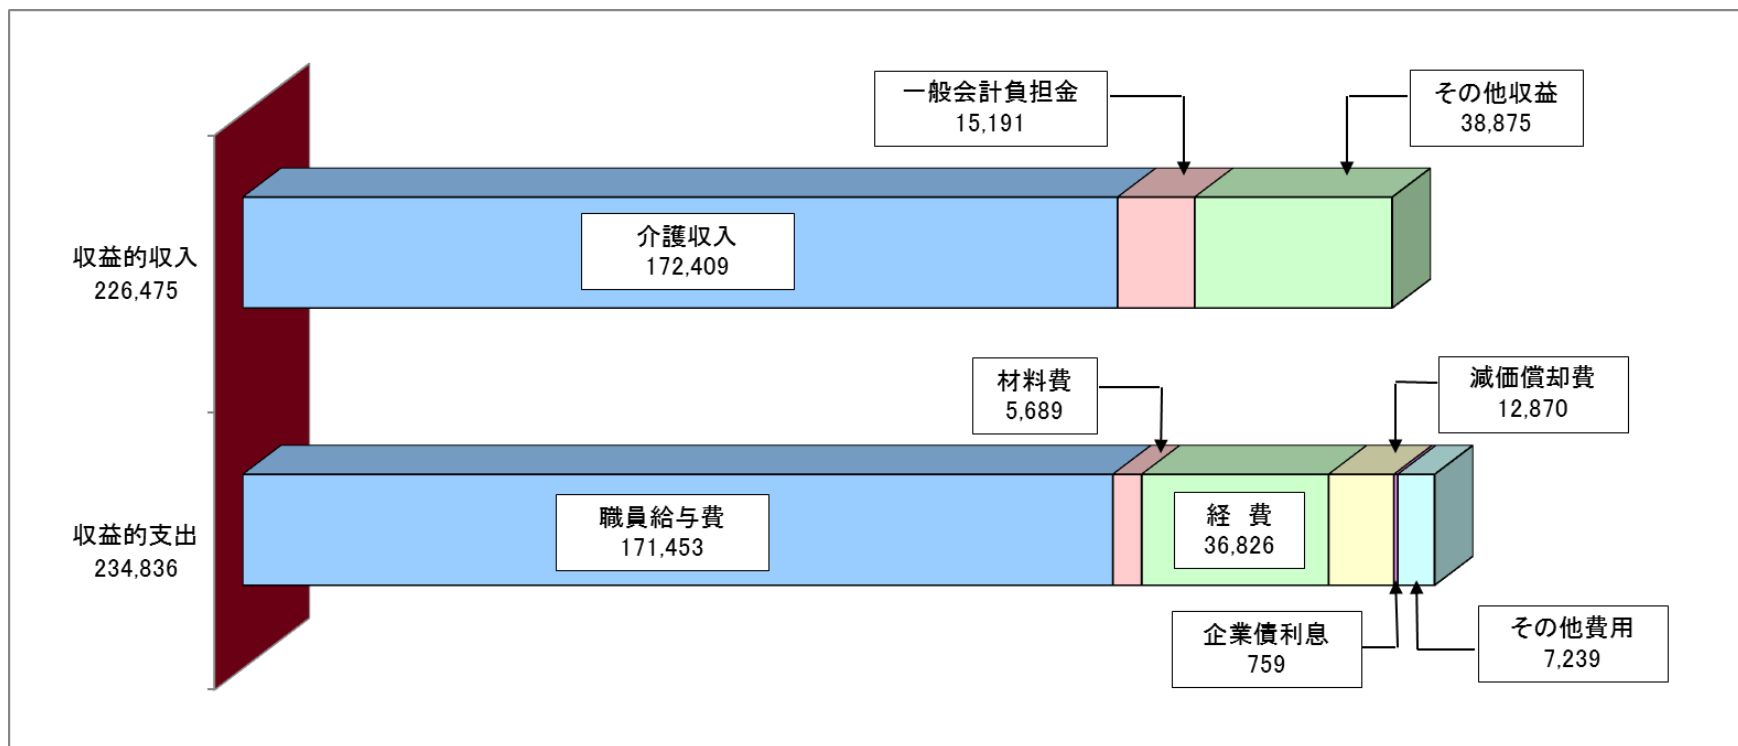 一般会計負担金
15,191
その他収益
38,875
介護収入
172,409
収益的収入
226,475
材料費
5,689
減価償却費
12,870
職員給与費
171,453
経　費
36,826
収益的支出
234,836
企業債利息
759
その他費用
7,239